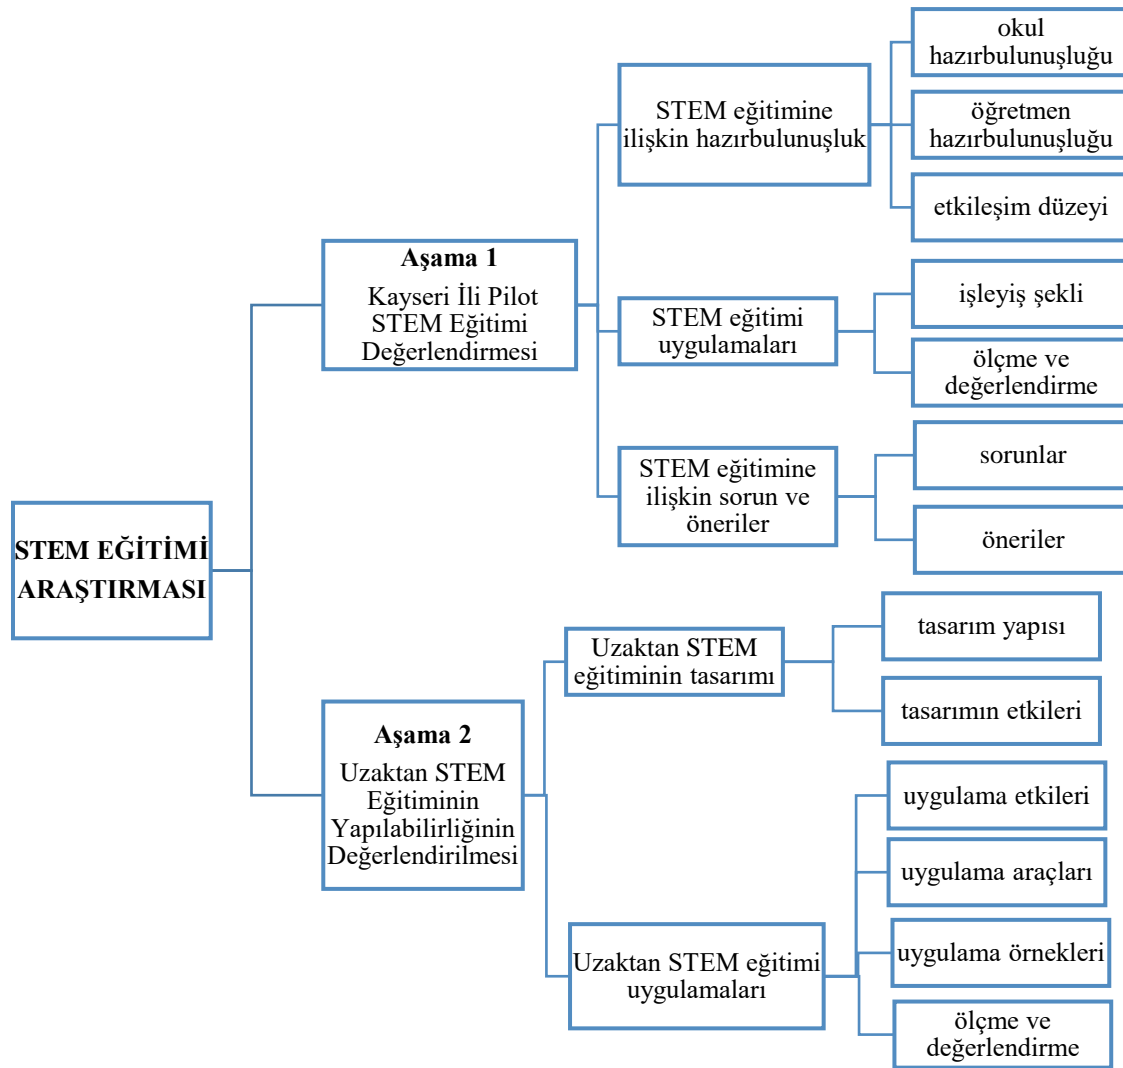 STEM EĞİTİMİ
ARAŞTIRMASI
Aşama 1
Kayseri İli Pilot
STEM Eğitimi
Değerlendirmesi
STEM eğitimine
ilişkin hazırbulunuşluk
okul
hazırbulunuşluğu
öğretmen
hazırbulunuşluğu
etkileşim düzeyi
STEM eğitimi
uygulamaları
işleyiş şekli
ölçme ve
değerlendirme
STEM eğitimine
ilişkin sorun ve
öneriler
sorunlar
öneriler
Aşama 2
Uzaktan STEM
Eğitiminin
Yapılabilirliğinin
Değerlendirilmesi
Uzaktan STEM
eğitiminin tasarımı
tasarım yapısı
tasarımın etkileri
Uzaktan STEM eğitimi
uygulamaları
uygulama etkileri
uygulama araçları
uygulama örnekleri
ölçme ve
değerlendirme